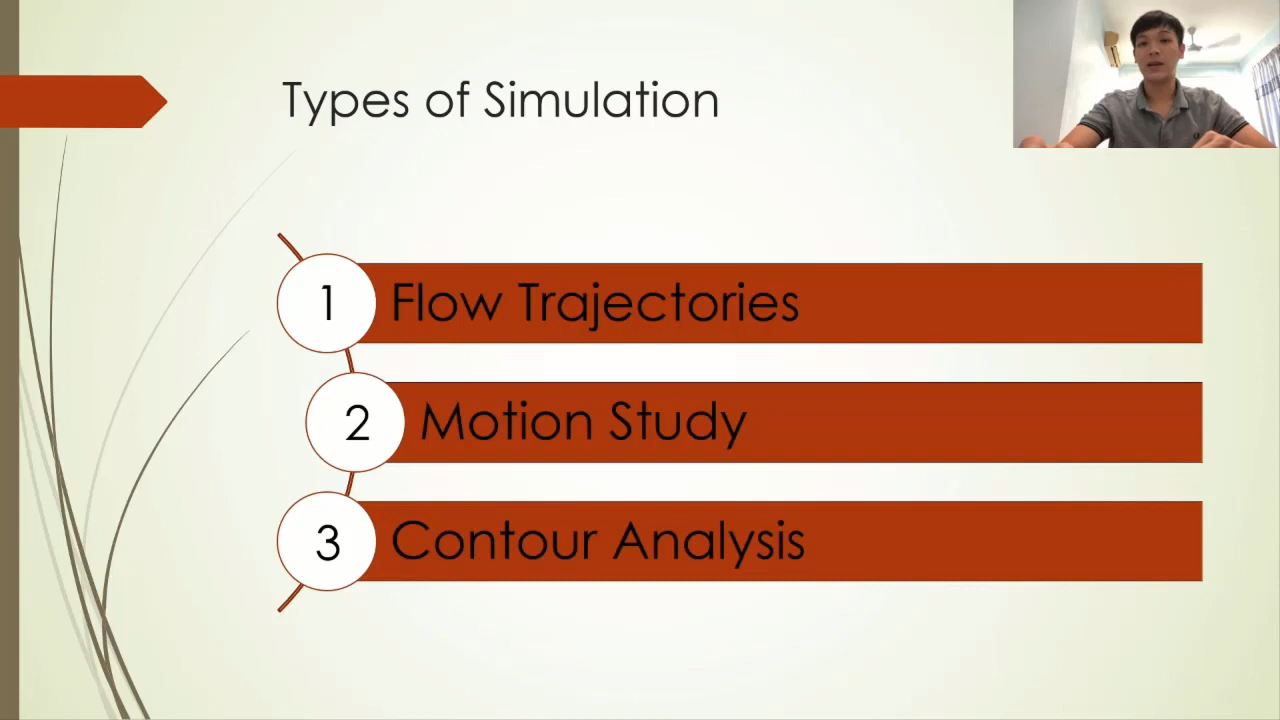 Types of Simulation
1 Flow Trajectories
2 Motion Study
3 Contour Analysis